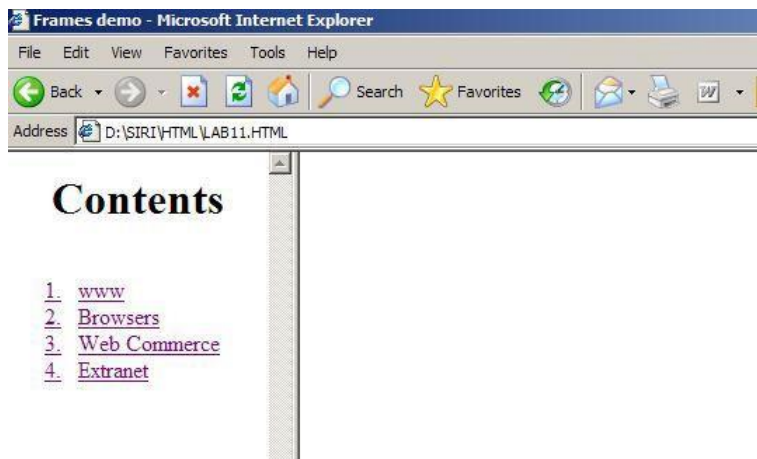 Frames demo - Microsoft Internet Explorer
File Edit View Favorites Tools Help
Back Search Favorites W
Address D:\SIRI\HTML\LAB11.HTML
Contents
1. www
2. Browsers
3. Web Commerce
4. Extranet